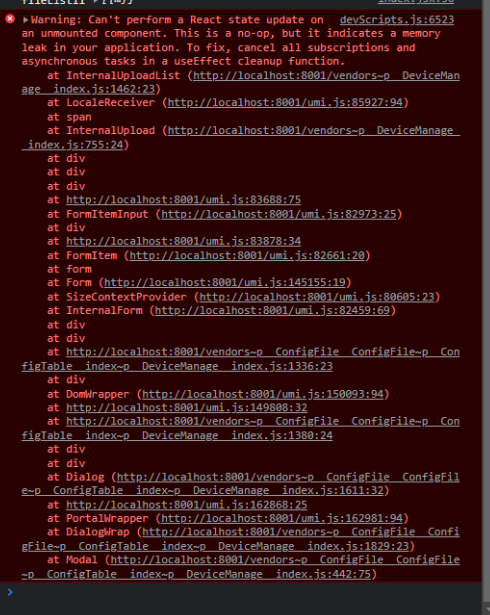 ▸Warning: Can't perform a React state update on devScripts.js:6523
an unmounted component. This is a no-op, but it indicates a memory
leak in your application. To fix, cancel all subscriptions and
asynchronous tasks in a useEffect cleanup function.
at InternalUploadList (http://localhost:8001/vendors~p__DeviceMan
age__index.js:1462:23)
at LocaleReceiver (http://localhost:8001/umi.js:85927:94)
at span
at InternalUpload (http://localhost:8001/vendors~p__DeviceManage__
index.js:755:24)
at div
at div
at div
at http://localhost:8001/umi.js:83688:75
at FormItemInput (http://localhost:8001/umi.js:82973:25)
at div
at http://localhost:8001/umi.js:83878:34
at FormItem (http://localhost:8001/umi.js:82661:20)
at form
at Form (http://localhost:8001/umi.js:145155:19)
at SizeContextProvider (http://localhost:8001/umi.js:80605:23)
at InternalForm (http://localhost:8001/umi.js:82459:69)
at div
at div
at http://localhost:8001/vendors~p__ConfigFile__ConfigFile~p__Con
figTable__index~p__DeviceManage__index.js:1336:23
at div
at DomWrapper (http://localhost:8001/umi.js:150093:94)
at http://localhost:8001/umi.js:149808:32
at http://localhost:8001/vendors~p__ConfigFile__ConfigFile~p__Con
figTable__index~p__DeviceManage__index.js:1380:24
at div
at div
at Dialog (http://localhost:8001/vendors~p__ConfigFile__ConfigFil
e~p__ConfigTable__index~p__DeviceManage__index.js:1611:32)
at http://localhost:8001/umi.js:162868:25
at PortalWrapper (http://localhost:8001/umi.js:162981:94)
at DialogWrap (http://localhost:8001/vendors~p__ConfigFile__Confi
gFile~p__ConfigTable__index~p__DeviceManage__index.js:1829:23)
at Modal (http://localhost:8001/vendors~p__ConfigFile__ConfigFile
~p__ConfigTable__index~p__DeviceManage__index.js:442:75)